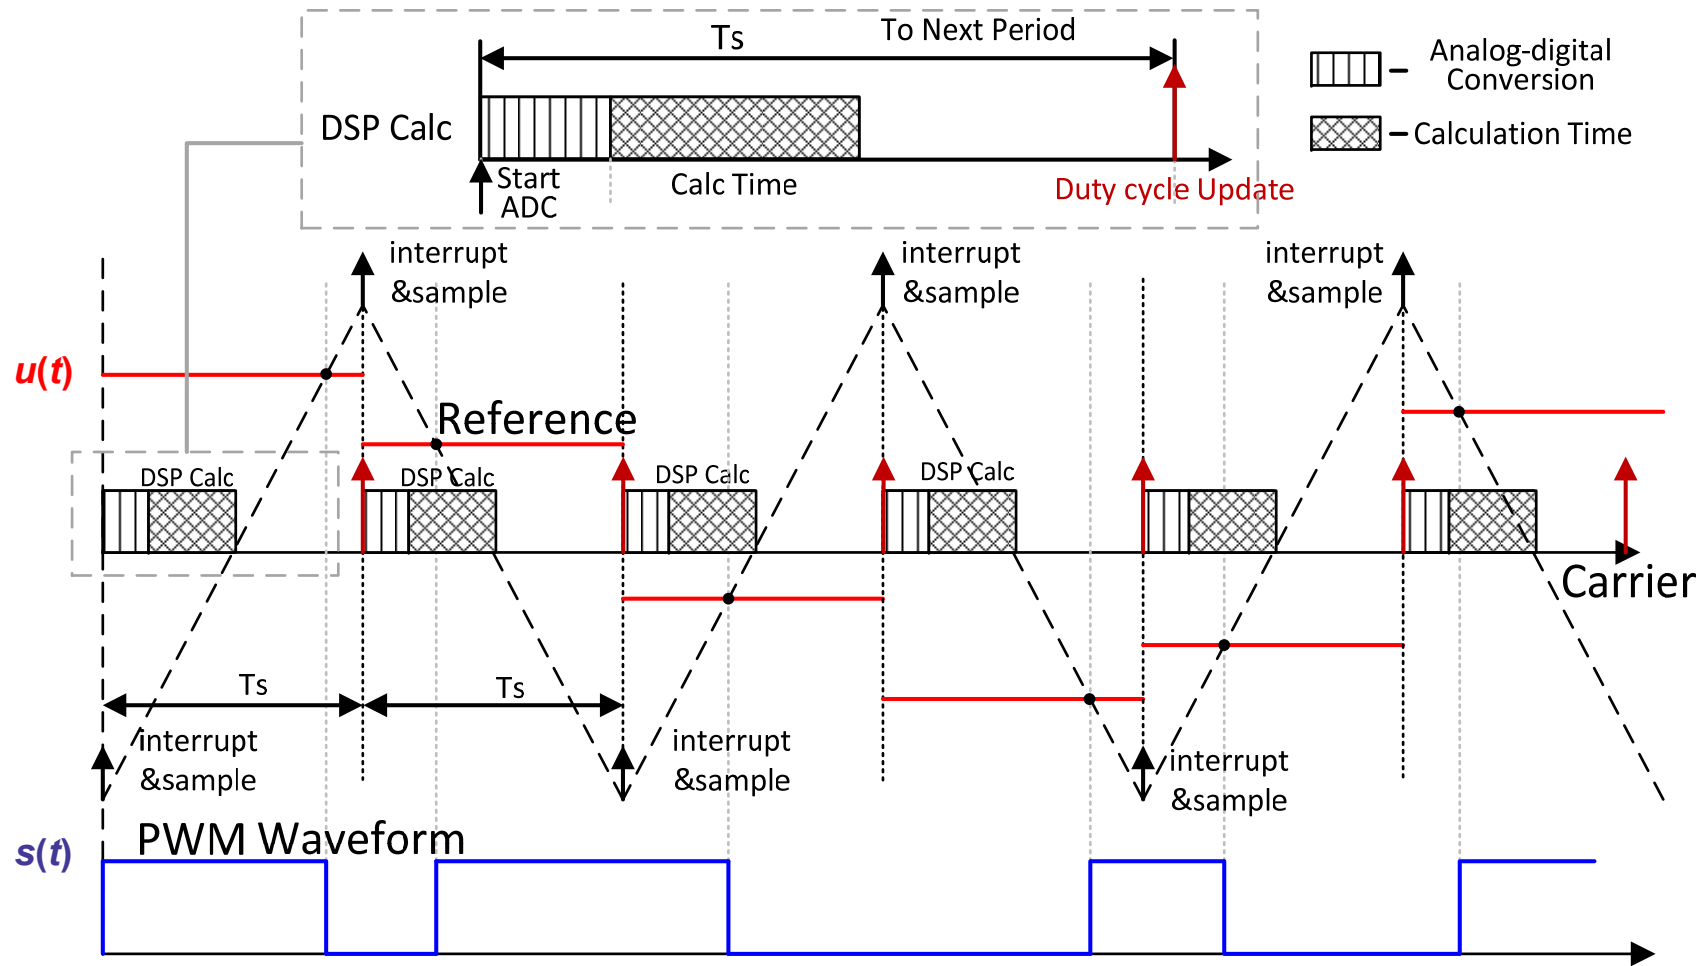 Ts
To Next Period
Analog-digital
Conversion
DSP Calc
Calculation Time
Start
ADC
Calc Time
Duty cycle Update
interrupt
&sample
interrupt
&sample
interrupt
&sample
u(t)
Reference
DSP Calc
DSP Calc
DSP Calc
DSP Calc
Carrier
Ts
Ts
interrupt
&sample
interrupt
&sample
interrupt
&sample
PWM Waveform
s(t)